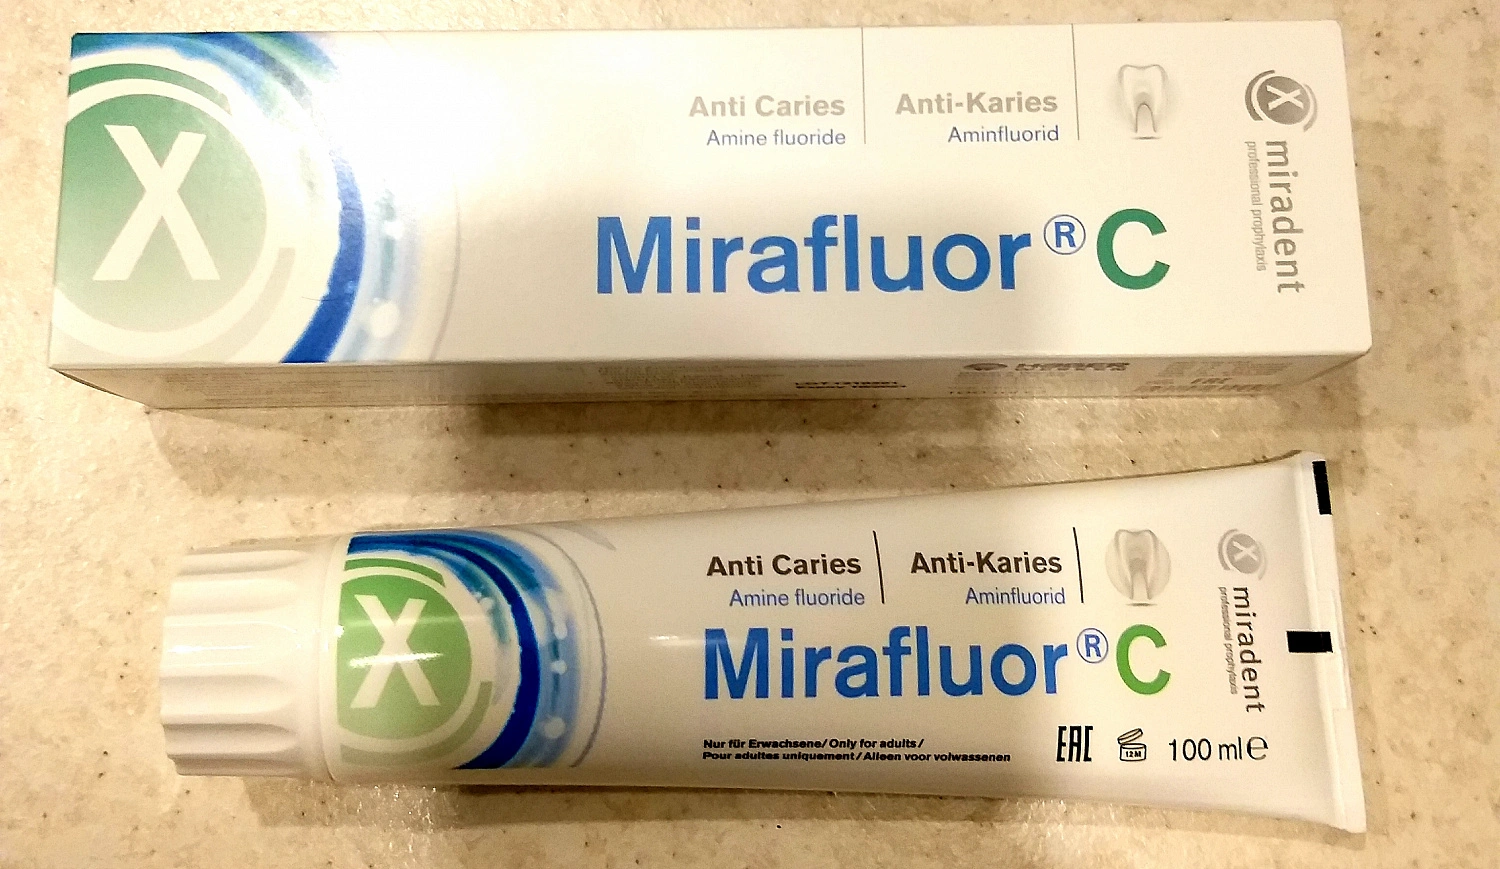 X
Anti Caries
Amine fluoride
Anti-Karies
Aminfluorid
Mirafluor® C
X
miradent
professional prophylaxis
X
Anti Caries
Amine fluoride
Anti-Karies
Aminfluorid
Mirafluor® C
X
miradent
professional prophylaxis
Nur für Erwachsene/ Only for adults /
Pour adultes uniquement / Alleen voor volwassenen
EAC
12M
100 ml e